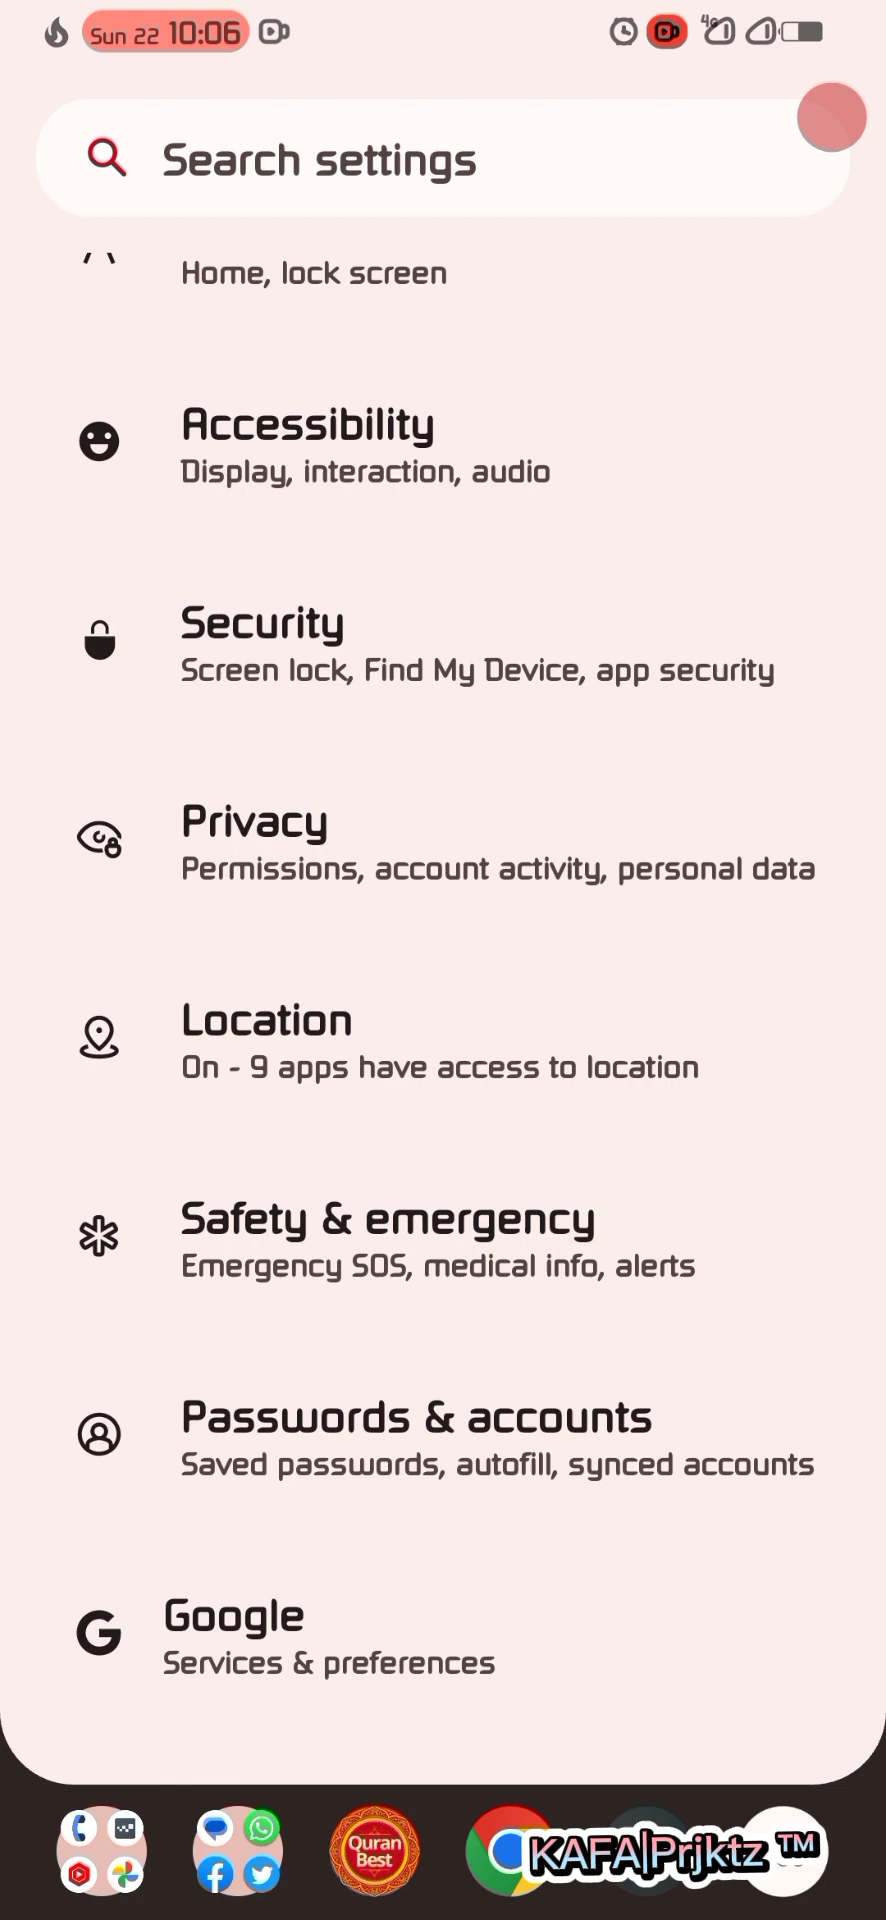 Sun 22 10:06
4G
Search settings
Home, lock screen
Accessibility
Display, interaction, audio
Security
Screen lock, Find My Device, app security
Privacy
Permissions, account activity, personal data
Location
On - 9 apps have access to location
Safety & emergency
Emergency SOS, medical info, alerts
Passwords & accounts
Saved passwords, autofill, synced accounts
Google
Services & preferences
Quran
Best
KAFA|Prjktz ™